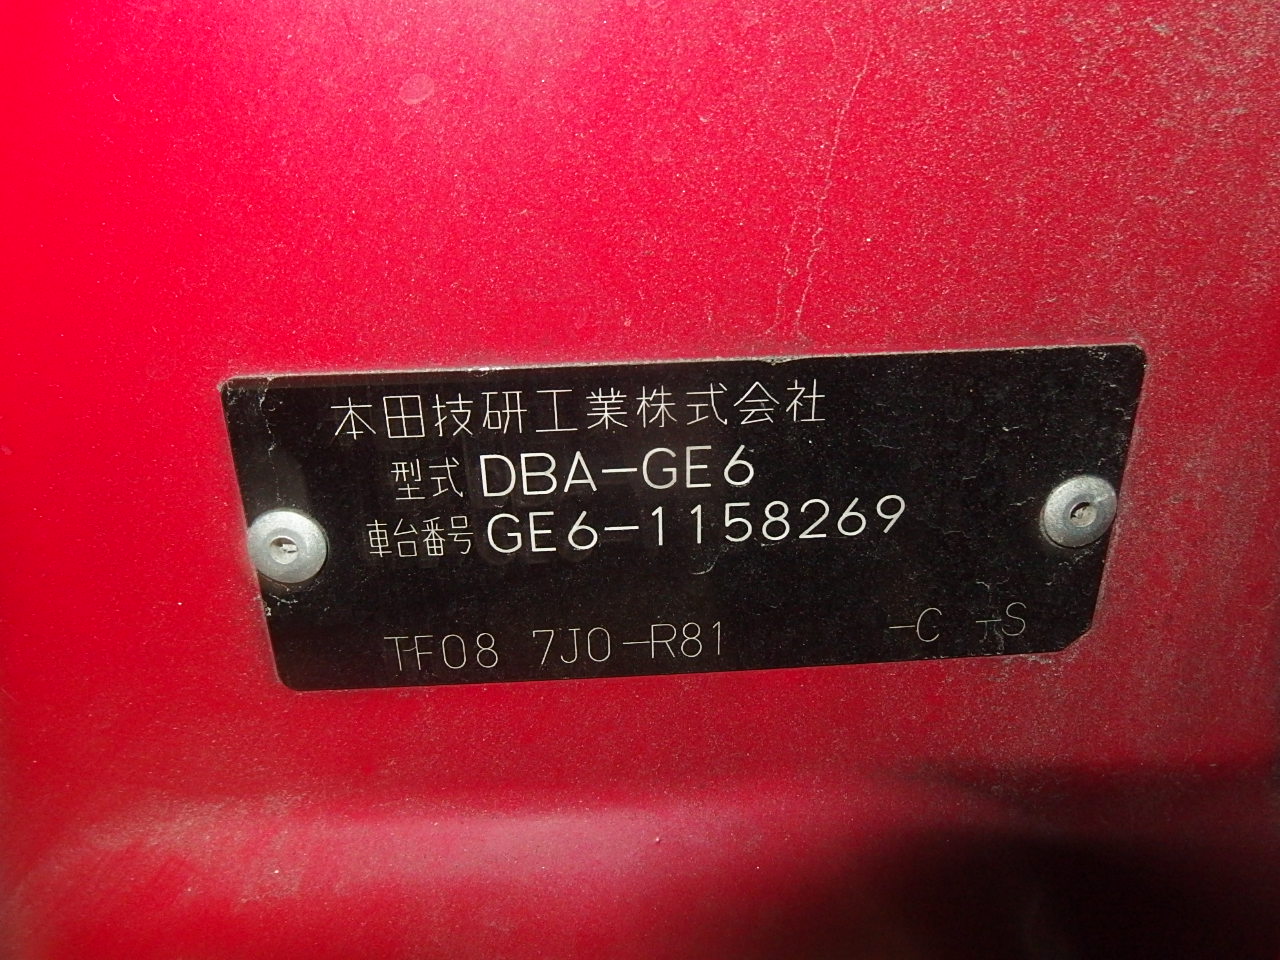 本田技研工業株式会社
型式 DBA-GE6
車台番号 GE6-1158269
TF08 7J0-R81 -C -S